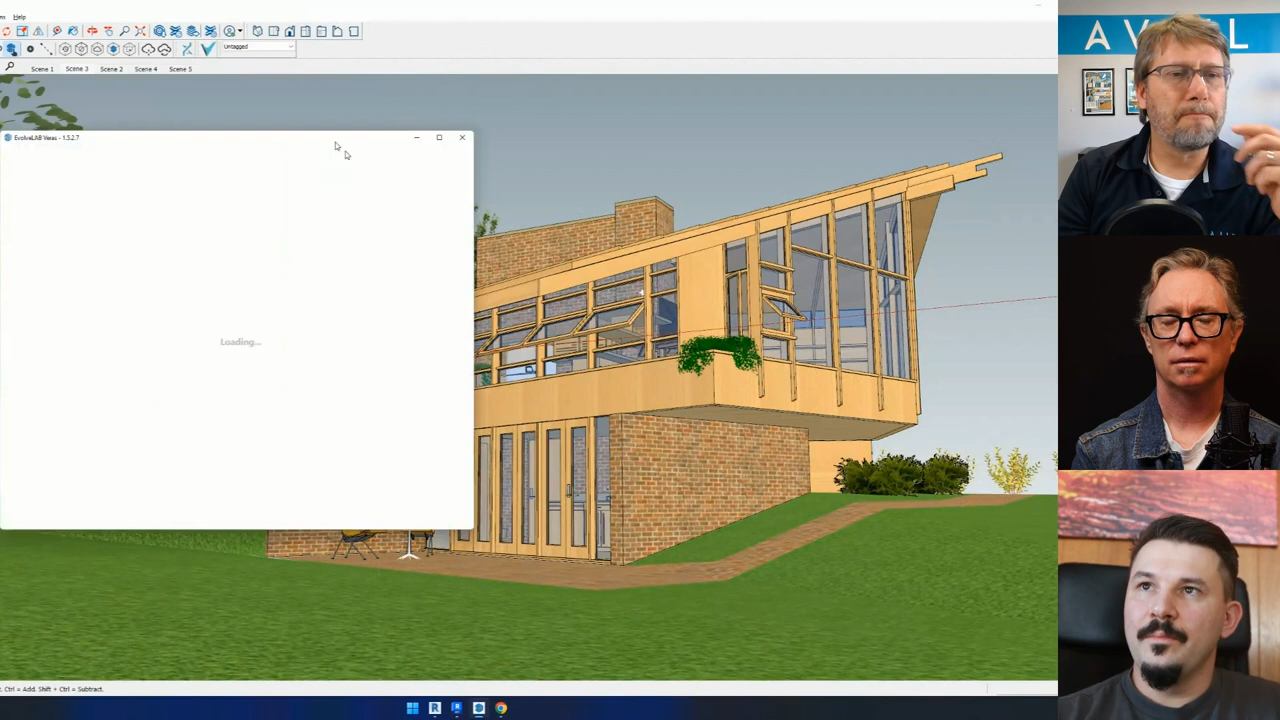 Help
Untagged
Scene 1
Scene 3
Scene 2
Scene 4
Scene 5
EvolveLAB Veras - 1.5.2.7
Loading...
Ctrl = Add. Shift + Ctrl = Subtract.